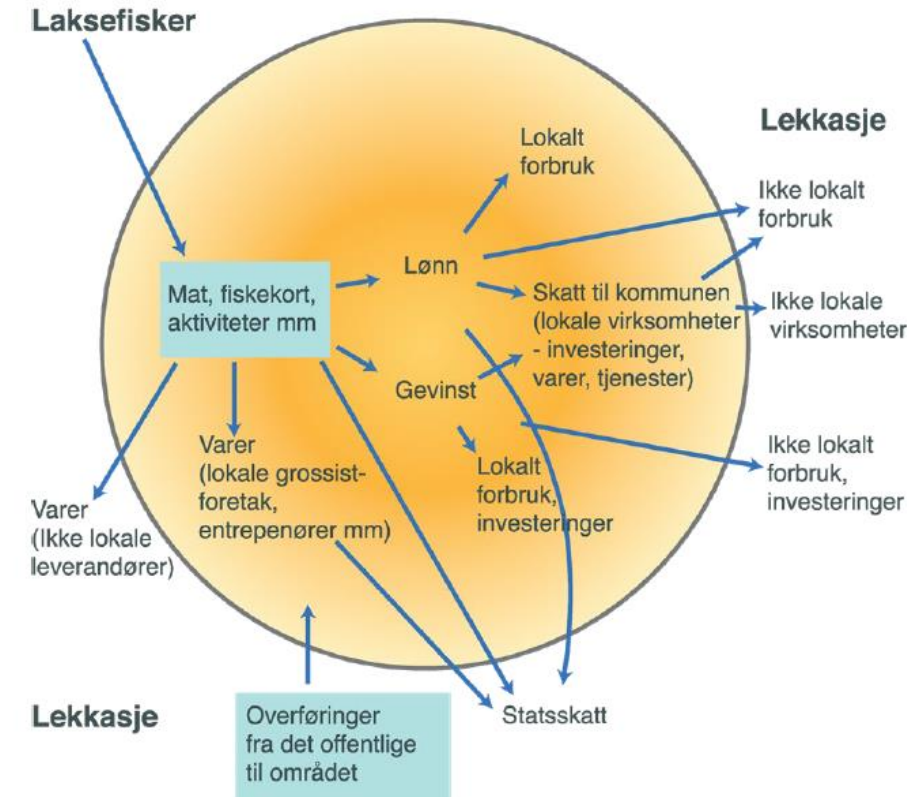 Laksefisker
Lekkasje
Lokalt
forbruk
Ikke lokalt
forbruk
Lønn
Mat, fiskekort,
aktiviteter mm
Skatt til kommunen
(lokale virksomheter
- investeringer,
varer, tjenester)
Ikke lokale
virksomheter
Gevinst
Varer
(lokale grossist-
foretak,
entrepenører mm)
Lokalt
forbruk,
investeringer
Ikke lokalt
forbruk,
investeringer
Varer
(Ikke lokale
leverandører)
Lekkasje
Overføringer
fra det offentlige
til området
Statsskatt